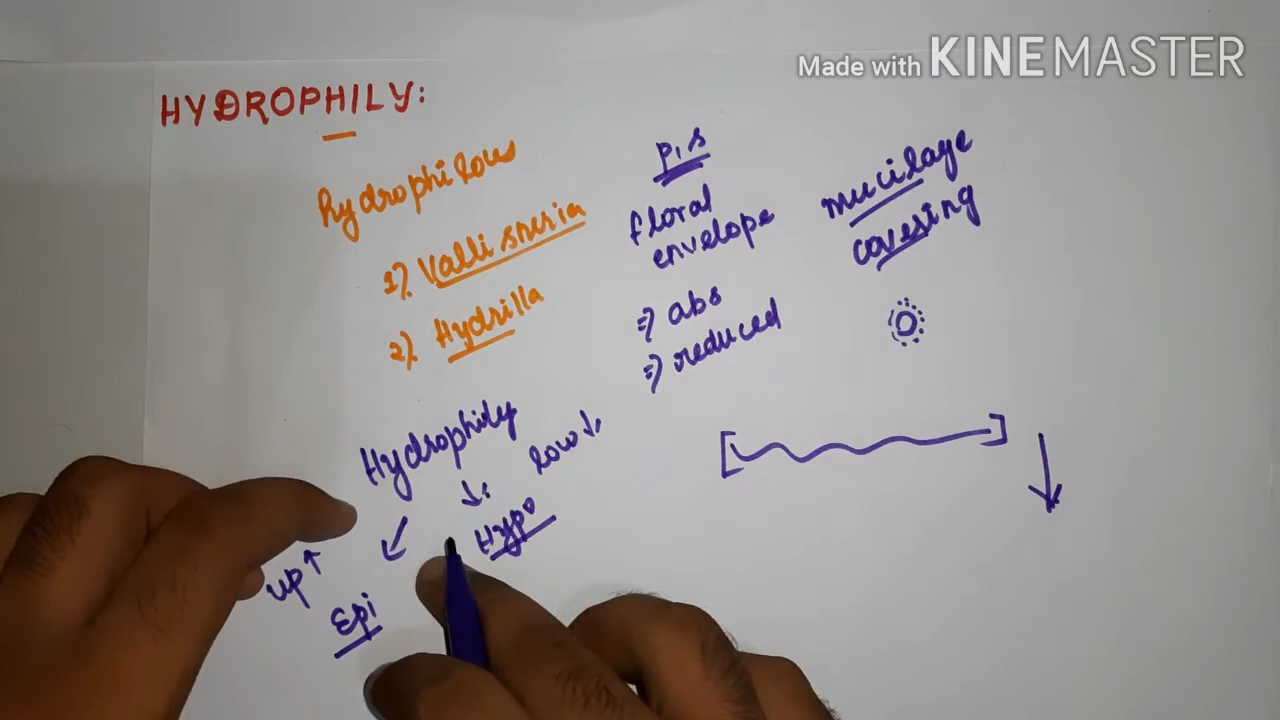 Made with KINEMASTER
HYDROPHILY:
hydrophilous
1). Vallisneria
2). Hydrilla
P.S
floral
envelope
=) abs
=) reduced
mucilage
covering
Hydrophily
low ↓.
↓.
Hypo
up ↑
Epi